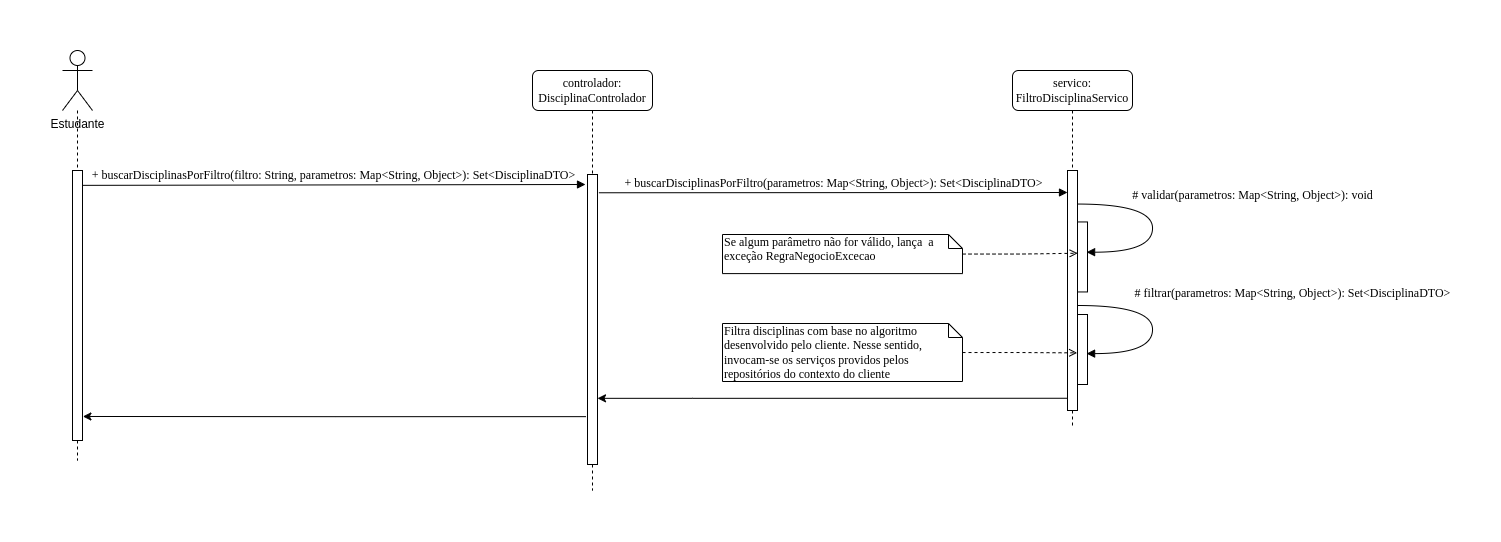 Estudante
controlador:
DisciplinaControlador
servico:
FiltroDisciplinaServico
+ buscarDisciplinasPorFiltro(filtro: String, parametros: Map<String, Object>): Set<DisciplinaDTO>
+ buscarDisciplinasPorFiltro(parametros: Map<String, Object>): Set<DisciplinaDTO>
# validar(parametros: Map<String, Object>): void
Se algum parâmetro não for válido, lança  a
exceção RegraNegocioExcecao
# filtrar(parametros: Map<String, Object>): Set<DisciplinaDTO>
Filtra disciplinas com base no algoritmo
desenvolvido pelo cliente. Nesse sentido,
invocam-se os serviços providos pelos
repositórios do contexto do cliente